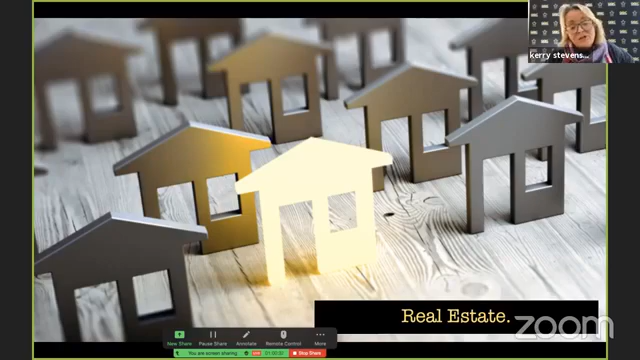 kerry stevens...
Real Estate.
zoom
New Share
Pause Share
Annotate
Remote Control
More
You are screen sharing
Stop Share